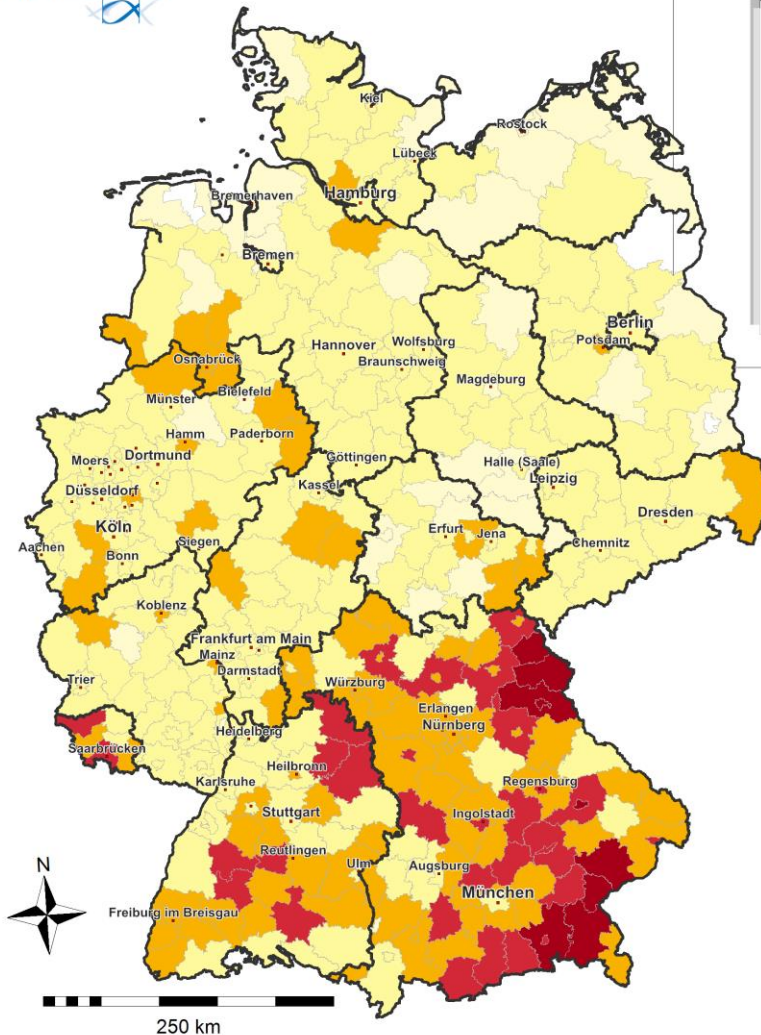 Kiel
Rostock
Lübeck
Hamburg
Bremerhaven
Bremen
Berlin
Potsdam
Hannover
Wolfsburg
Braunschweig
Osnabrück
Magdeburg
Münster
Bielefeld
Hamm
Paderborn
Moers
Dortmund
Göttingen
Halle (Saale)
Leipzig
Düsseldorf
Kassel
Dresden
Köln
Erfurt
Jena
Chemnitz
Aachen
Bonn
Siegen
Koblenz
Frankfurt am Main
Mainz
Darmstadt
Trier
Würzburg
Erlangen
Nürnberg
Saarbrücken
Heidelberg
Heilbronn
Karlsruhe
Regensburg
Stuttgart
Ingolstadt
Reutlingen
Ulm
Augsburg
München
N
Freiburg im Breisgau
250 km